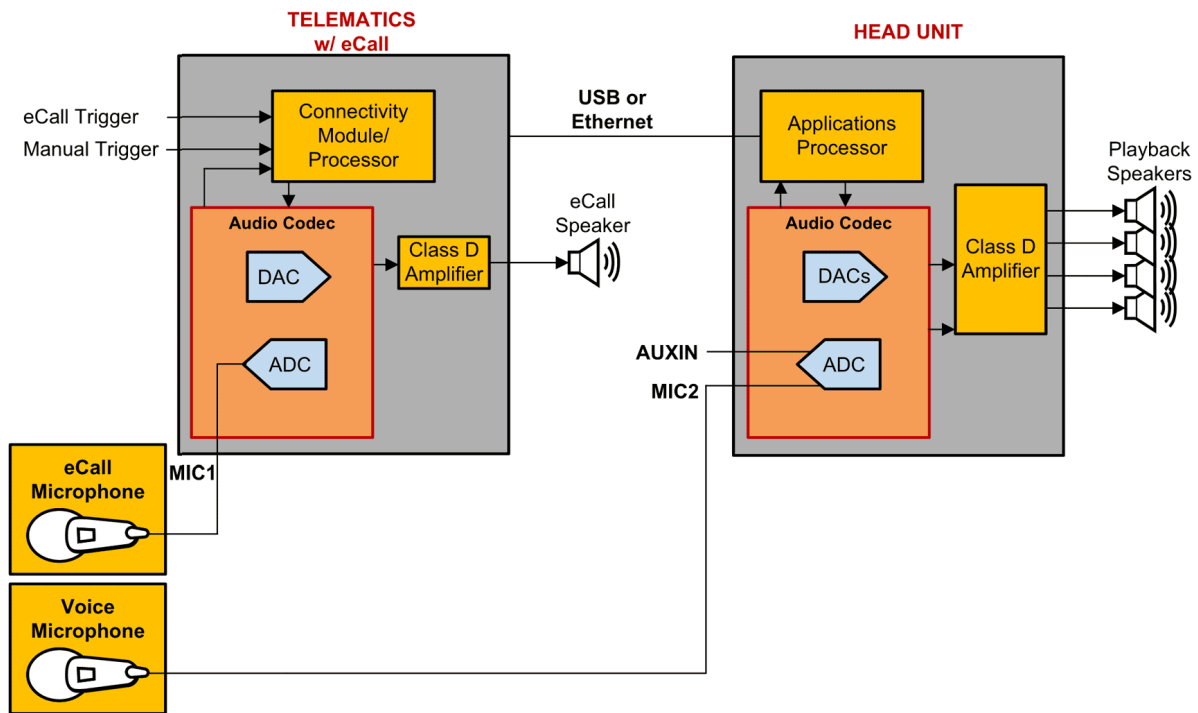 TELEMATICS
w/ eCall
HEAD UNIT
eCall Trigger
Manual Trigger
Connectivity
Module/
Processor
USB or
Ethernet
Applications
Processor
Playback
Speakers
Audio Codec
DAC
ADC
Class D
Amplifier
eCall
Speaker
Audio Codec
DACs
ADC
Class D
Amplifier
AUXIN
MIC2
MIC1
eCall
Microphone
Voice
Microphone